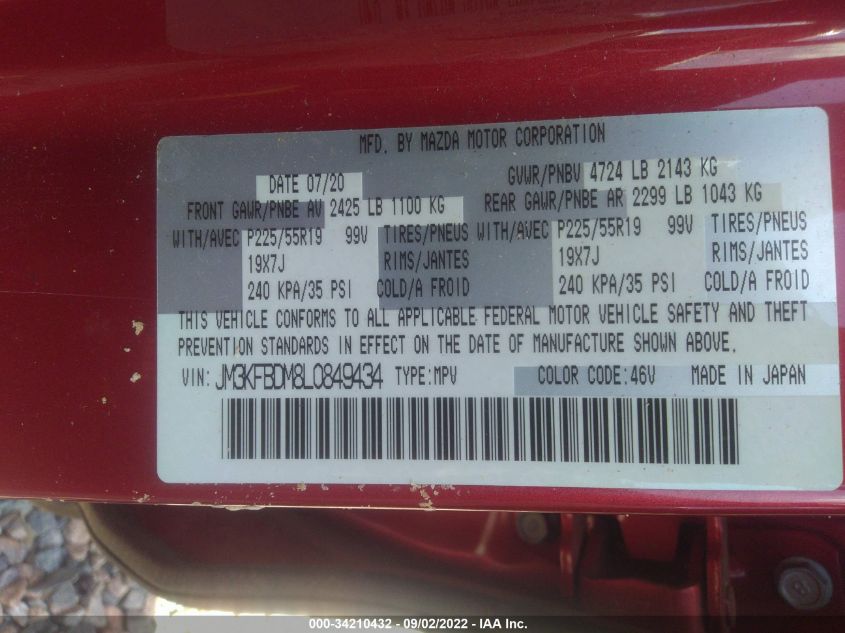 MFD. BY MAZDA MOTOR CORPORATION
DATE 07/20 GVWR/PNBV 4724 LB 2143 KG
FRONT GAWR/PNBE AV 2425 LB 1100 KG REAR GAWR/PNBE AR 2299 LB 1043 KG
WITH/AVEC P225/55R19 99V TIRES/PNEUS WITH/AVEC P225/55R19 99V TIRES/PNEUS
19X7J RIMS/JANTES 19X7J RIMS/JANTES
240 KPA/35 PSI COLD/A FROID 240 KPA/35 PSI COLD/A FROID
THIS VEHICLE CONFORMS TO ALL APPLICABLE FEDERAL MOTOR VEHICLE SAFETY AND THEFT
PREVENTION STANDARDS IN EFFECT ON THE DATE OF MANUFACTURE SHOWN ABOVE.
VIN: JM3KFBDM8L0849434 TYPE:MPV COLOR CODE:46V MADE IN JAPAN
000-34210432 - 09/02/2022 - IAA Inc.